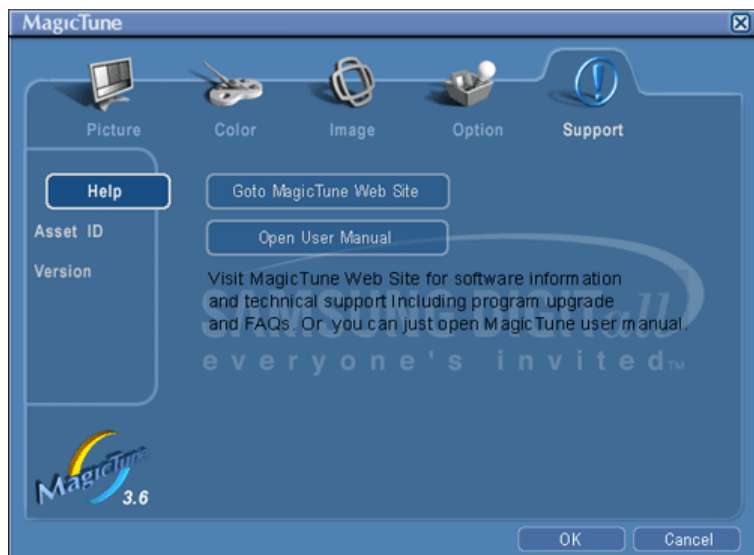 MagicTune
Picture
Color
Image
Option
Support
Help
Asset ID
Version
Goto MagicTune Web Site
Open User Manual
Visit MagicTune Web Site for software information
and technical support Including program upgrade
and FAQs. Or you can just open MagicTune user manual.
SAMSUNG DIGITall
everyone's invited™
MagicTune
3.6
OK
Cancel